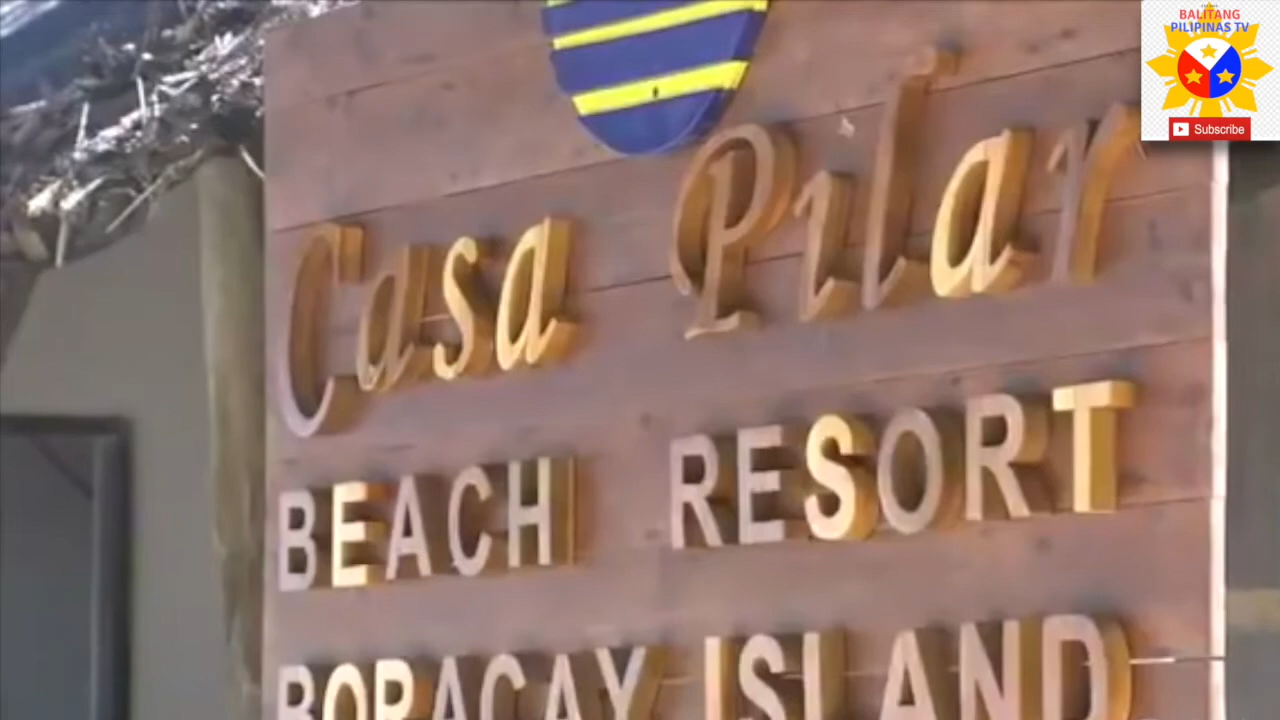 BALITANG
PILIPINAS TV
Subscribe
Casa Pilar
BEACH RESORT
BORACAY ISLAND